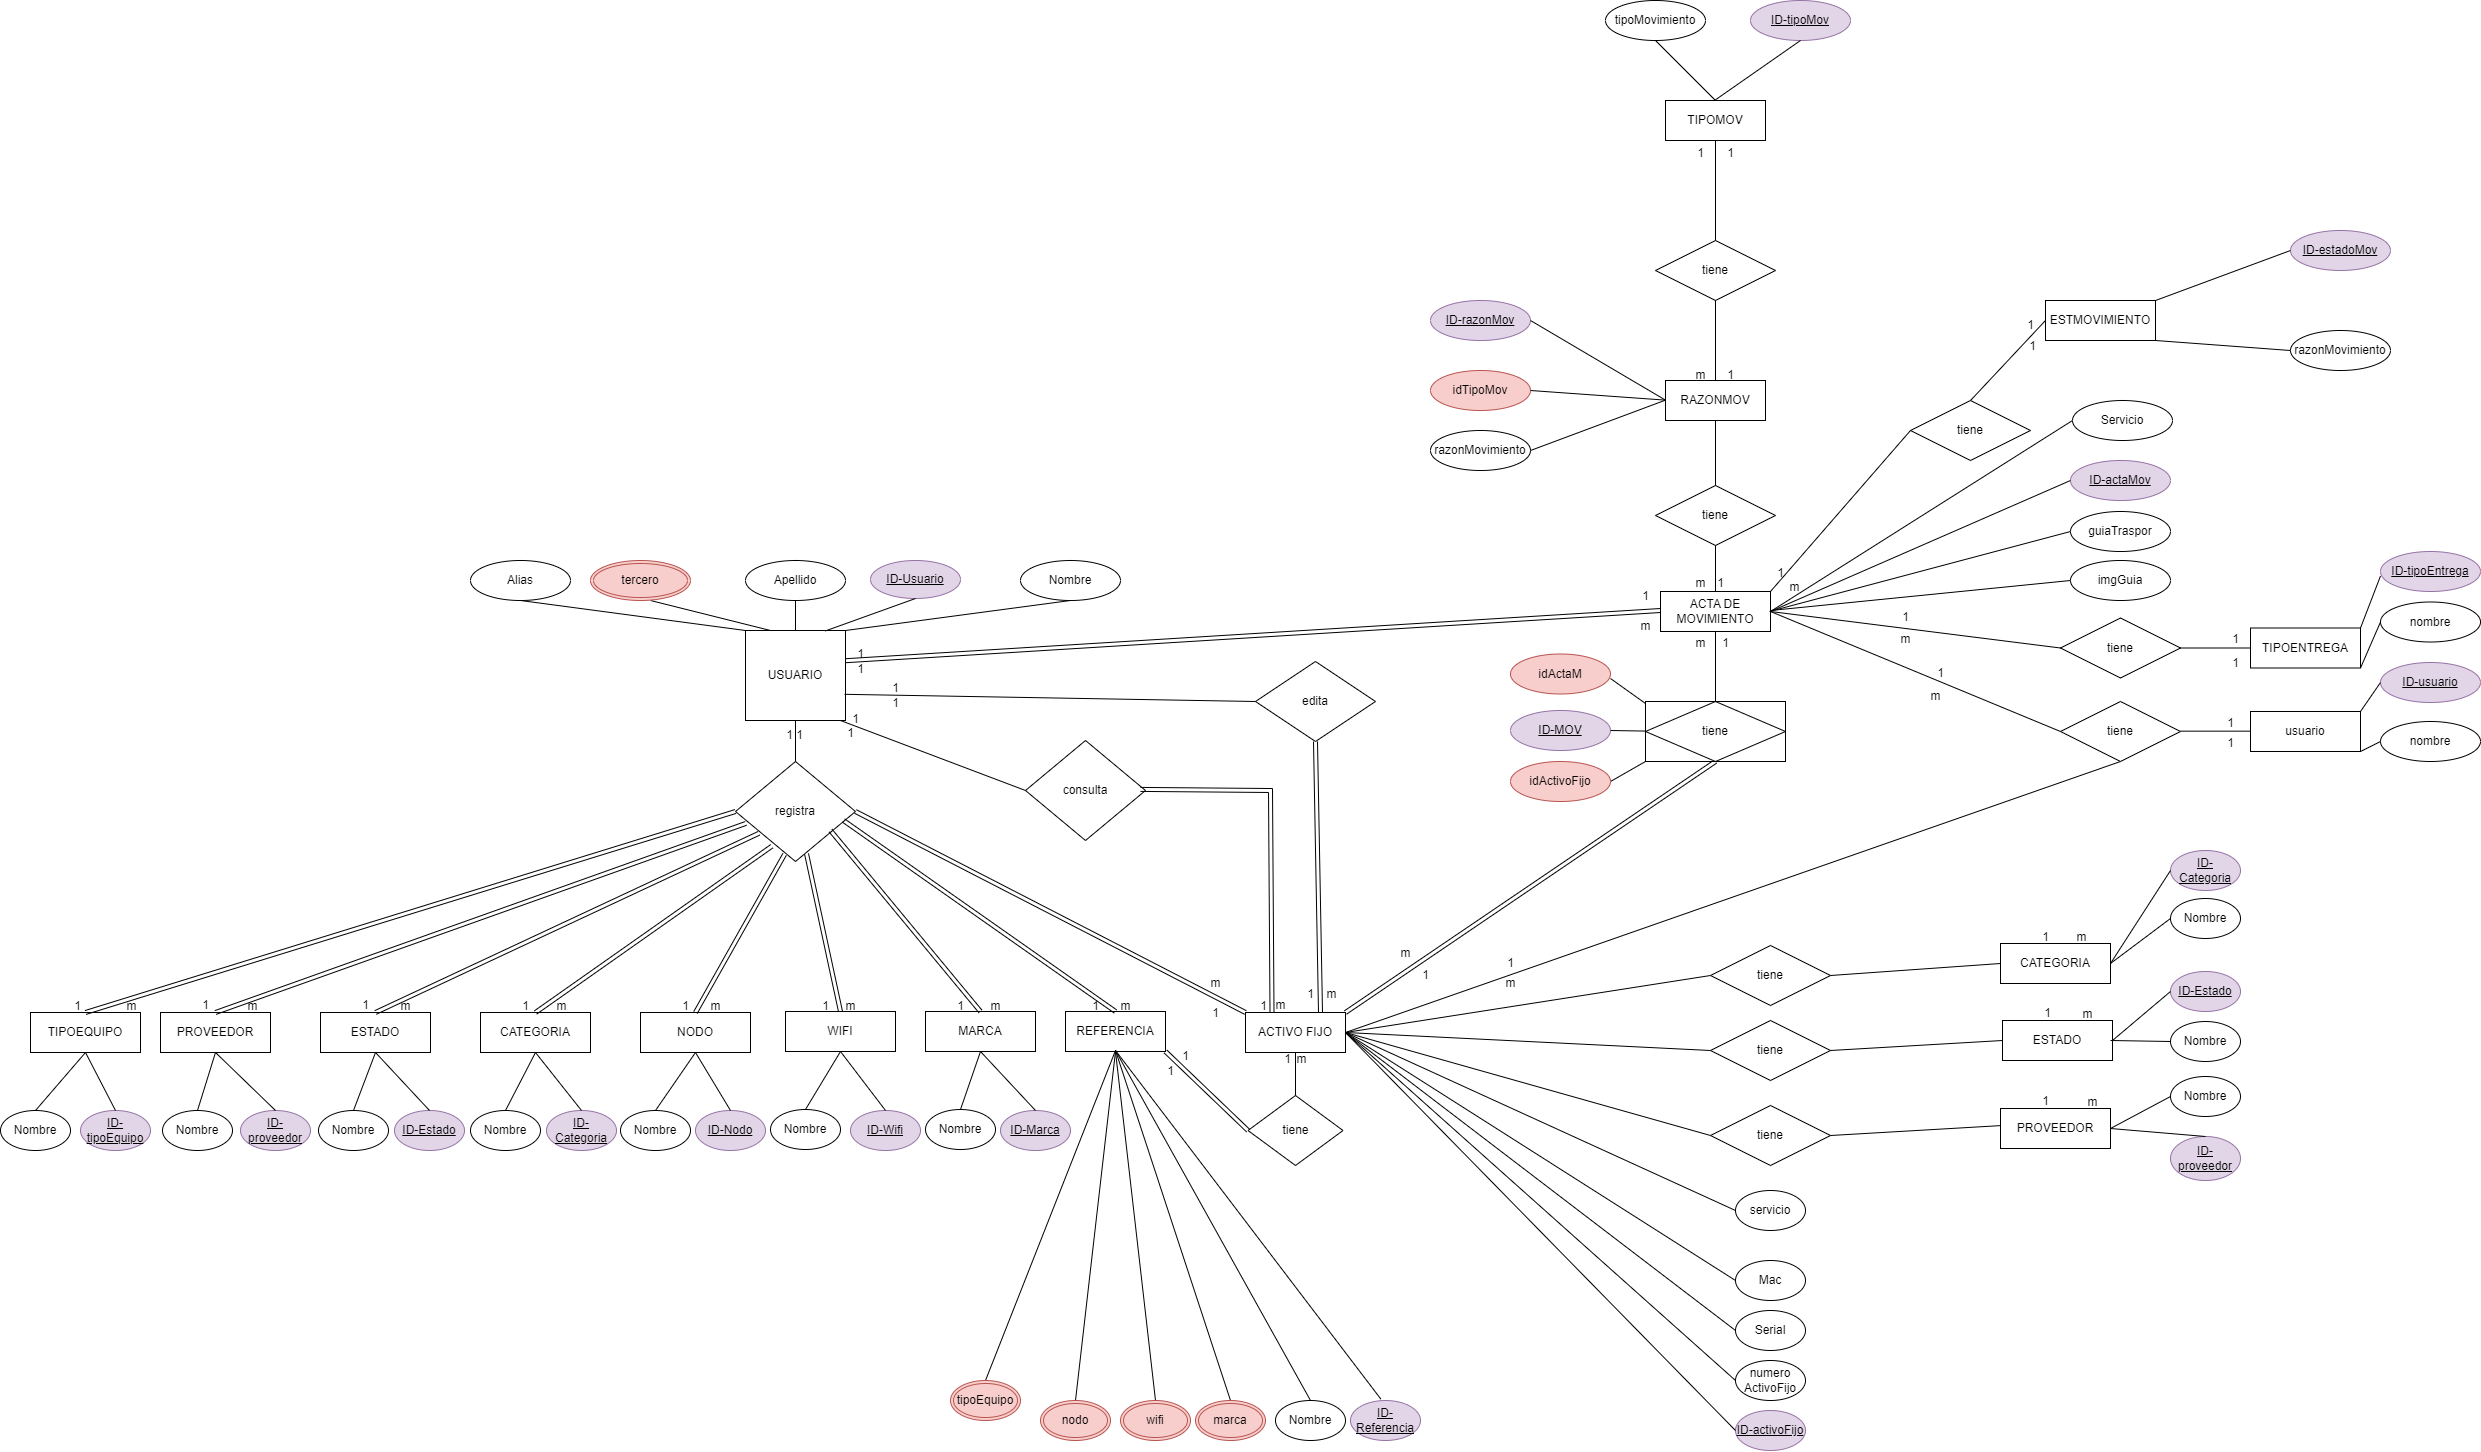 tipoMovimiento
ID-tipoMov
TIPOMOV
1 1
tiene
ID-estadoMov
ESTMOVIMIENTO
1
1
razonMovimiento
ID-razonMov
idTipoMov
razonMovimiento
m 1
RAZONMOV
tiene
Servicio
tiene
ID-actaMov
guiaTraspor
imgGuia
ID-tipoEntrega
nombre
Alias
tercero
Apellido
ID-Usuario
Nombre
m 1
1
m
1
m
ACTA DE
MOVIMIENTO
m 1
1
m
tiene
1
1
TIPOENTREGA
USUARIO
1
1
1
1
1
1
1 1
edita
idActaM
ID-MOV
idActivoFijo
tiene
1
m
tiene
1
1
usuario
ID-usuario
nombre
consulta
registra
m
1
1
m
ID-
Categoria
Nombre
1 m
CATEGORIA
tiene
ID-Estado
Nombre
1 m
ESTADO
tiene
Nombre
1 m
PROVEEDOR
tiene
ID-
proveedor
1 m
TIPOEQUIPO
1 m
PROVEEDOR
1 m
ESTADO
1 m
CATEGORIA
1 m
NODO
1 m
WIFI
1 m
MARCA
1 m
REFERENCIA
m
1
1 m
1 m
ACTIVO FIJO
1
1
1 m
tiene
Nombre
ID-
tipoEquipo
Nombre
ID-
proveedor
Nombre
ID-Estado
Nombre
ID-
Categoria
Nombre
ID-Nodo
Nombre
ID-Wifi
Nombre
ID-Marca
servicio
Mac
Serial
numero
ActivoFijo
ID-activoFijo
tipoEquipo
nodo
wifi
marca
Nombre
ID-
Referencia